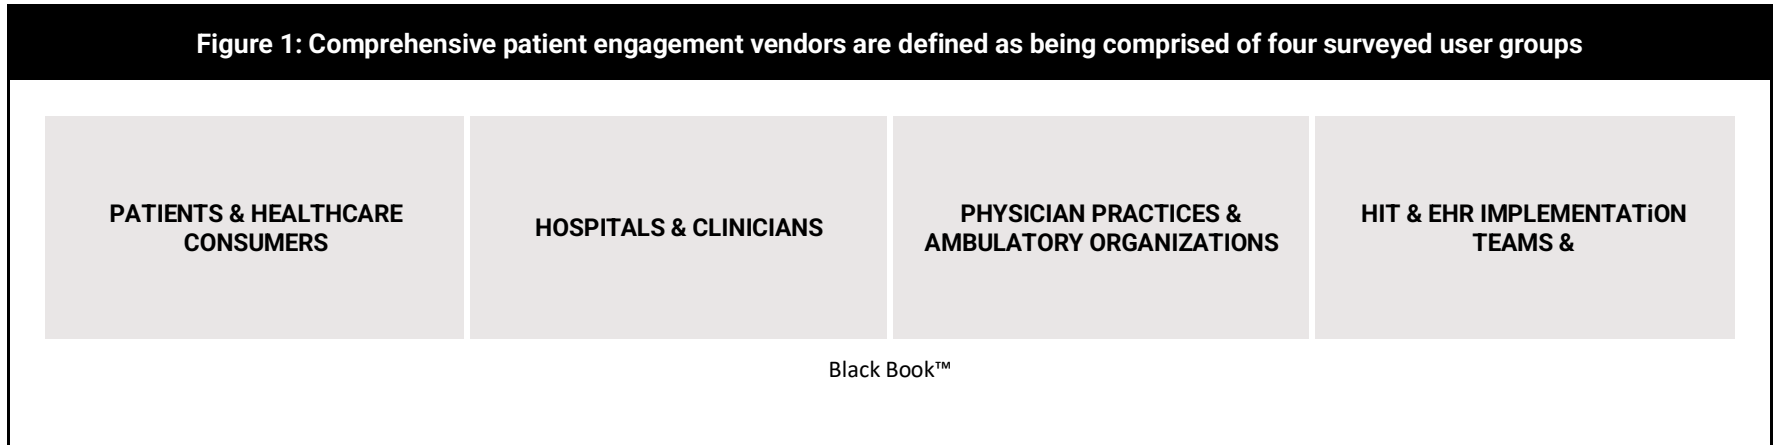 Figure 1: Comprehensive patient engagement vendors are defined as being comprised of four surveyed user groups
PATIENTS & HEALTHCARE
CONSUMERS
HOSPITALS & CLINICIANS
PHYSICIAN PRACTICES &
AMBULATORY ORGANIZATIONS
HIT & EHR IMPLEMENTATiON
TEAMS &
Black Book™